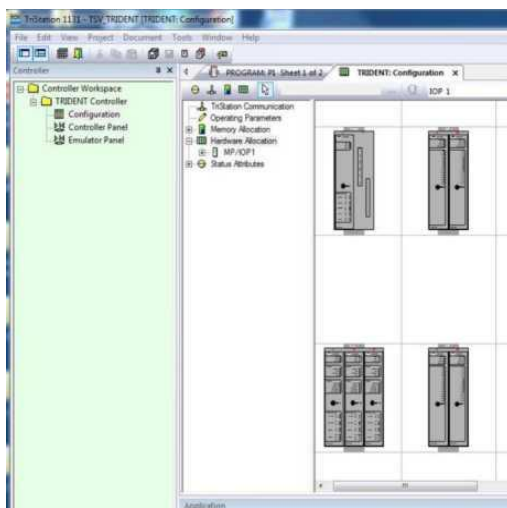 TriStation 1131 - TSV_TRIDENT [TRIDENT: Configuration]
File Edit View Project Document Tools Window Help
Controller
PROGRAM: P1 Sheet 1 of 2
TRIDENT: Configuration
IOP 1
Controller Workspace
TRIDENT Controller
Configuration
Controller Panel
Emulator Panel
TriStation Communication
Operating Parameters
Memory Allocation
Hardware Allocation
MP/IOP1
Status Attributes
Application